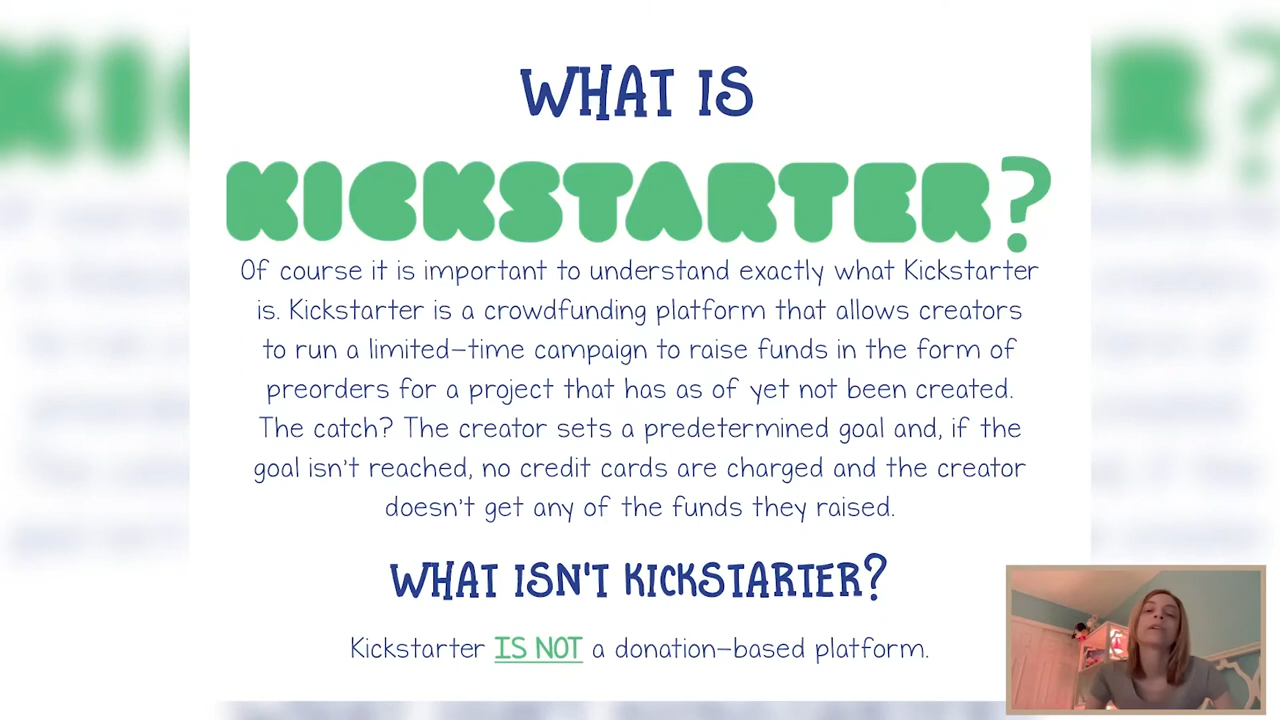 WHAT IS
KICKSTARTER?
Of course it is important to understand exactly what Kickstarter
is. Kickstarter is a crowdfunding platform that allows creators
to run a limited-time campaign to raise funds in the form of
preorders for a project that has as of yet not been created.
The catch? The creator sets a predetermined goal and, if the
goal isn't reached, no credit cards are charged and the creator
doesn't get any of the funds they raised.
WHAT ISN'T KICKSTARTER?
Kickstarter IS NOT a donation-based platform.